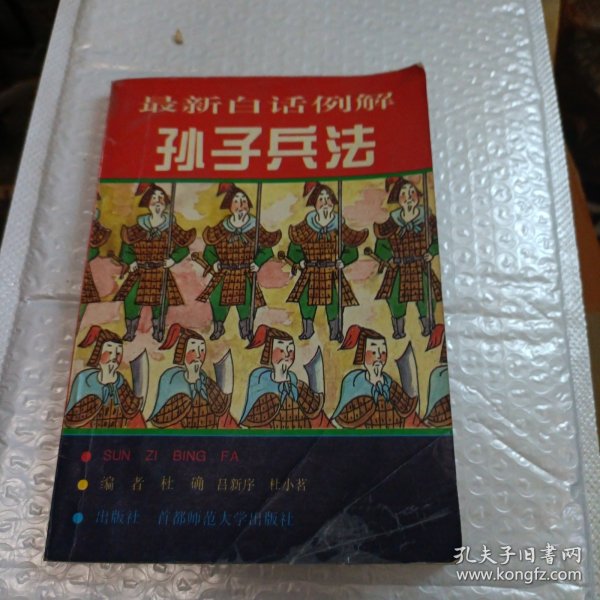 最新白话例解
孙子兵法
SUN ZI BING FA
编者 杜确 吕新序 杜小茗
出版社 首都师范大学出版社
孔夫子旧书网
www.kongfz.com